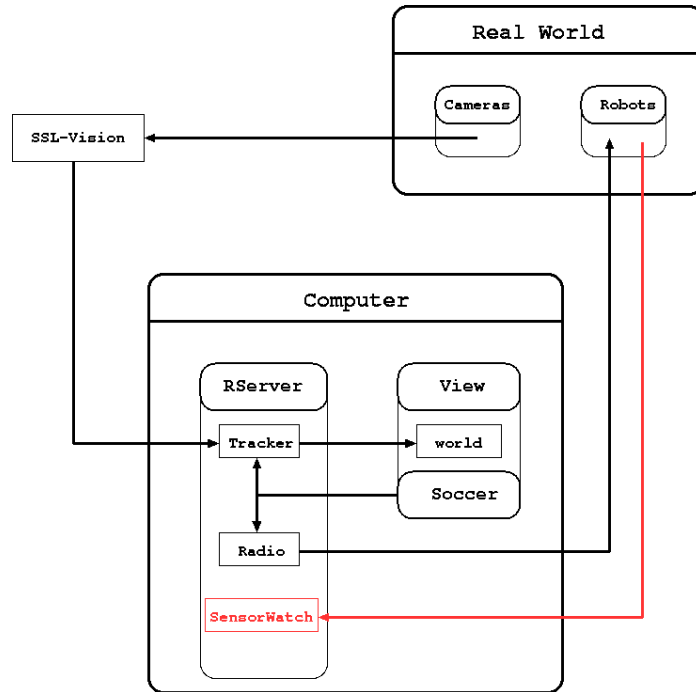 Real World
Cameras
Robots
SSL-Vision
Computer
RServer
View
Tracker
world
Soccer
Radio
SensorWatch